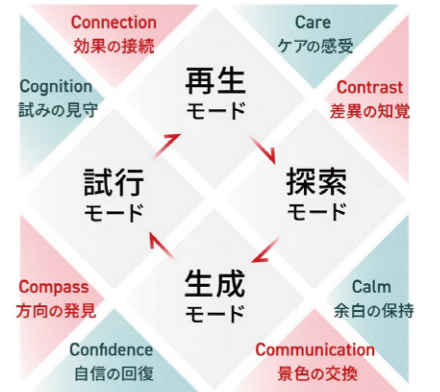 Connection
効果の接続
Care
ケアの感受
再生
モード
Cognition
試みの見守
Contrast
差異の知覚
試行
モード
探索
モード
生成
モード
Compass
方向の発見
Calm
余白の保持
Confidence
自信の回復
Communication
景色の交換